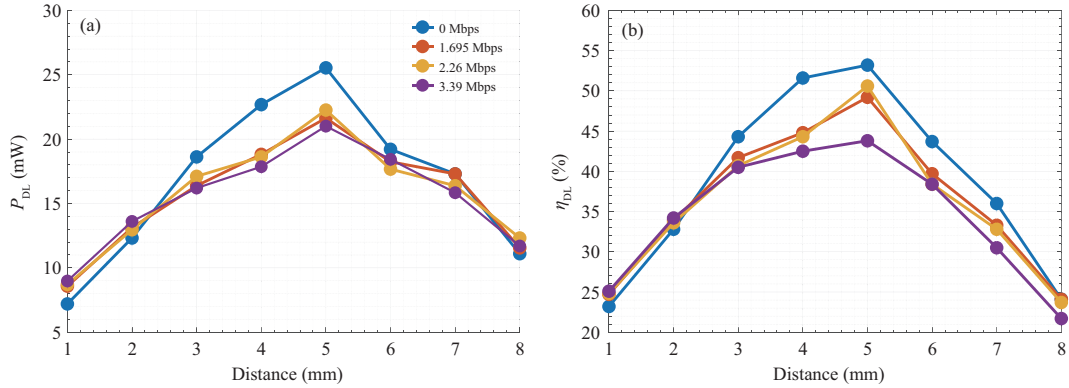 (a)
0 Mbps
1.695 Mbps
2.26 Mbps
3.39 Mbps
P_DL (mW)
30
25
20
15
10
5
1 2 3 4 5 6 7 8
Distance (mm)
(b)
η_DL (%)
60
55
50
45
40
35
30
25
20
1 2 3 4 5 6 7 8
Distance (mm)